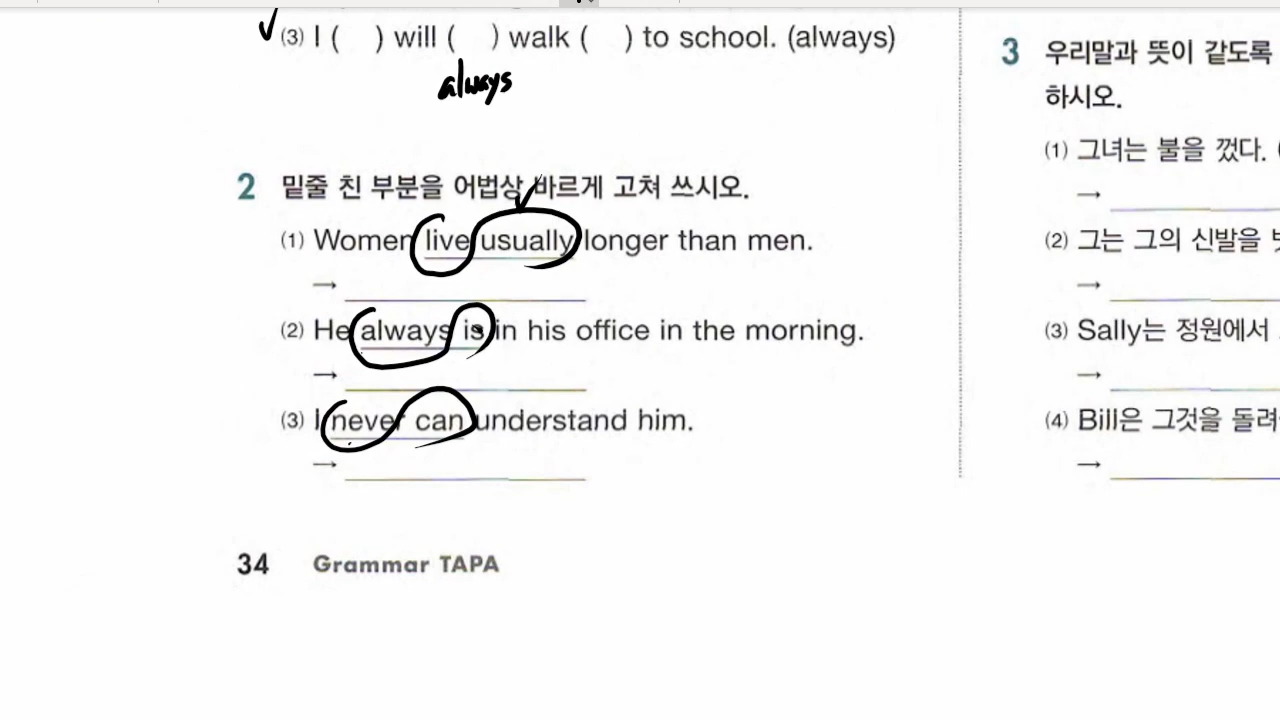 (3) I ( ) will ( ) walk ( ) to school. (always)
always
2 밑줄 친 부분을 어법상 바르게 고쳐 쓰시오.
(1) Women live usually longer than men.
→
(2) He always is in his office in the morning.
→
(3) I never can understand him.
→
34 Grammar TAPA
3 우리말과 뜻이 같도록
하시오.
(1) 그녀는 불을 껐다. (
→
(2) 그는 그의 신발을
→
(3) Sally는 정원에서
→
(4) Bill은 그것을 돌려
→